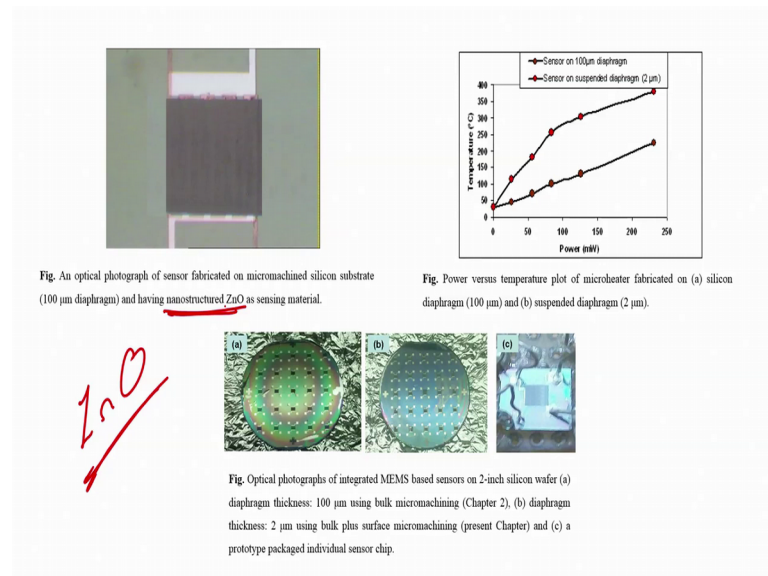 Sensor on 100µm diaphragm
Sensor on suspended diaphragm (2 µm)
400
350
300
250
200
150
100
50
0
Temperature (°C)
0 50 100 150 200 250
Power (mW)
Fig. An optical photograph of sensor fabricated on micromachined silicon substrate
(100 µm diaphragm) and having nanostructured ZnO as sensing material.
Fig. Power versus temperature plot of microheater fabricated on (a) silicon
diaphragm (100 µm) and (b) suspended diaphragm (2 µm).
(a)
(b)
(c)
ZnO
Fig. Optical photographs of integrated MEMS based sensors on 2-inch silicon wafer (a)
diaphragm thickness: 100 µm using bulk micromachining (Chapter 2), (b) diaphragm
thickness: 2 µm using bulk plus surface micromachining (present Chapter) and (c) a
prototype packaged individual sensor chip.